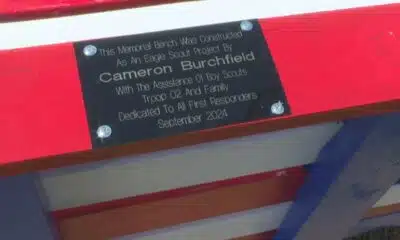 This Memorial Bench Was Constructed
As An Eagle Scout Project By
Cameron Burchfield
With The Assistance Of Boy Scouts
Troop 02 And Family
Dedicated To All First Responders
September 2024